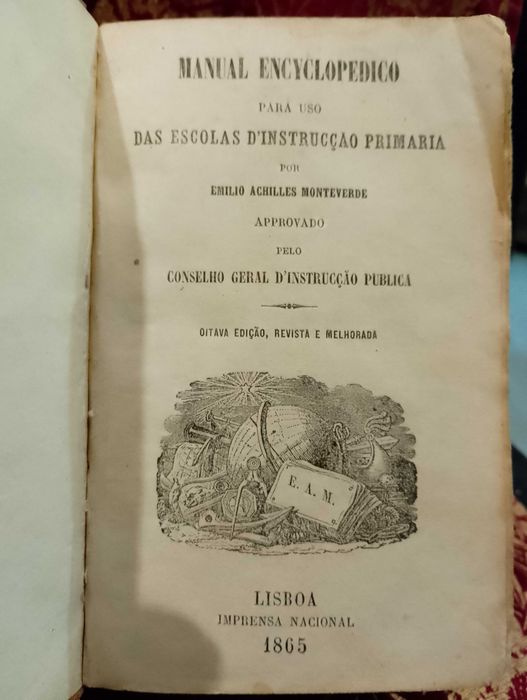 MANUAL ENCYCLOPEDICO
PARA USO
DAS ESCOLAS D'INSTRUCÇÃO PRIMARIA
POR
EMILIO ACHILLES MONTEVERDE
APPROVADO
PELO
CONSELHO GERAL D'INSTRUCÇÃO PUBLICA
OITAVA EDIÇÃO, REVISTA E MELHORADA
E. A. M.
LISBOA
IMPRENSA NACIONAL
1865